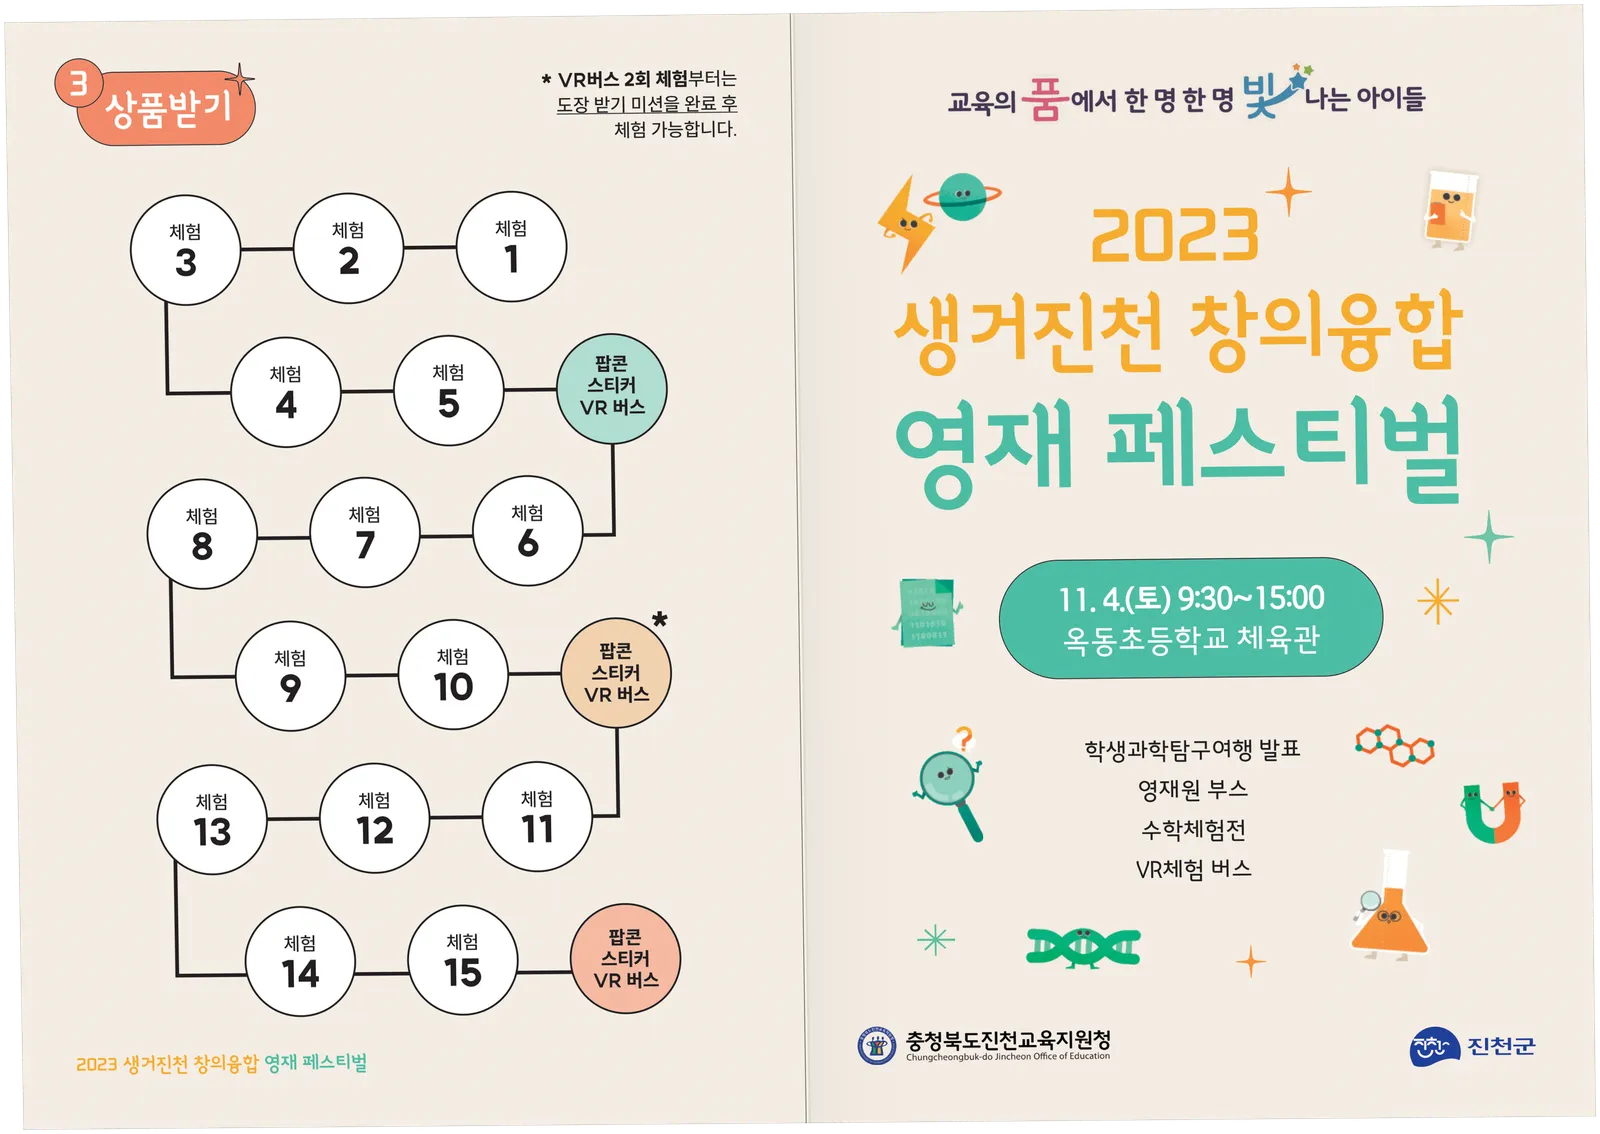 3
상품받기
* VR버스 2회 체험부터는
도장 받기 미션을 완료 후
체험 가능합니다.
체험
3
체험
2
체험
1
체험
4
체험
5
팝콘
스티커
VR 버스
체험
8
체험
7
체험
6
체험
9
체험
10
*
팝콘
스티커
VR 버스
체험
13
체험
12
체험
11
체험
14
체험
15
팝콘
스티커
VR 버스
2023 생거진천 창의융합 영재 페스티벌
교육의 품에서 한 명 한 명 빛나는 아이들
2023
생거진천 창의융합
영재 페스티벌
11. 4.(토) 9:30~15:00
옥동초등학교 체육관
?
학생과학탐구여행 발표
영재원 부스
수학체험전
VR체험 버스
충청북도진천교육지원청
Chungcheongbuk-do Jincheon Office of Education
진천 진천군